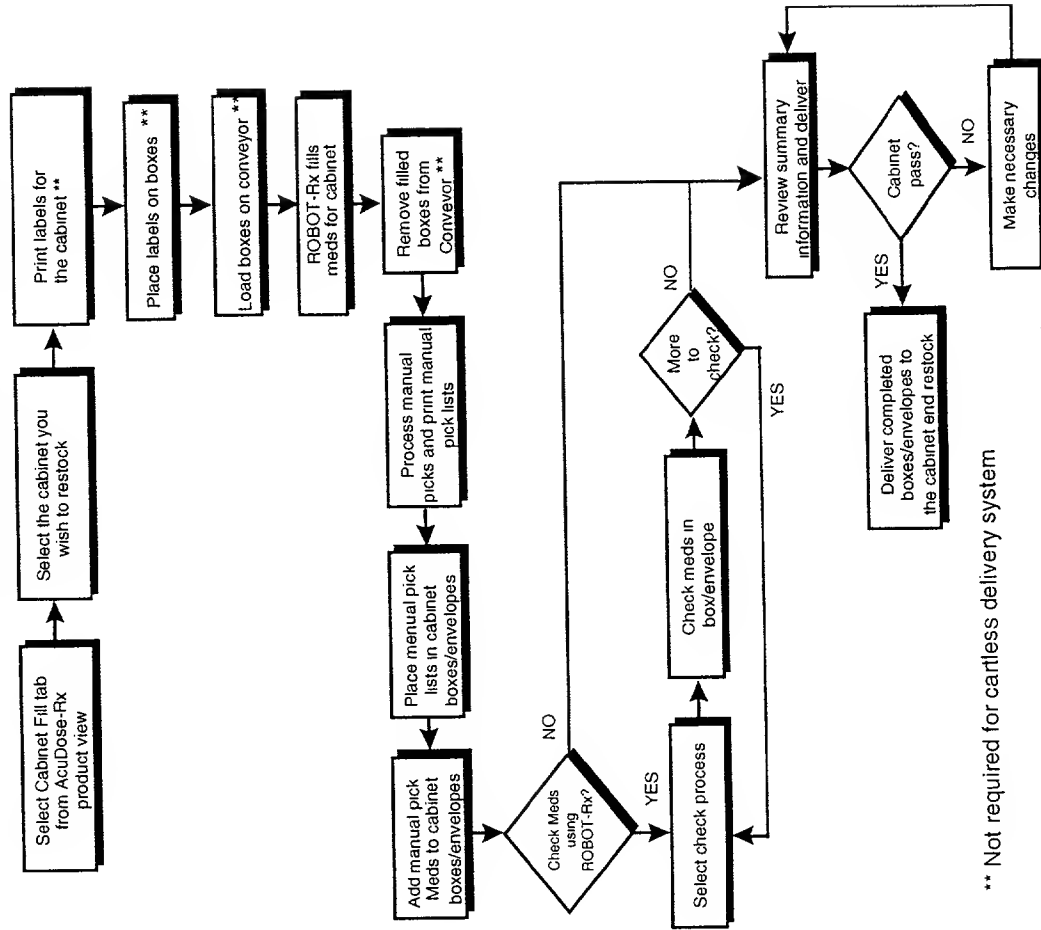 Select Cabinet Fill tab
from AcuDose-Rx
product view
Select the cabinet you
wish to restock
Print labels for
the cabinet **
Place labels on boxes **
Load boxes on conveyor **
ROBOT-Rx fills
meds for cabinet
Remove filled
boxes from
Conveyor **
Process manual
picks and print manual
pick lists
Place menual pick
lists in cabinet
boxes/envelopes
Add manual pick
Meds to cabinet
boxes/envelopes
Check Meds
using
ROBOT-Rx?
NO
YES
Select check process
Check meds in
box/envelope
More
to
check?
NO
YES
Review summary
information and deliver
Cabinet
pass?
YES
NO
Deliver completed
boxes/envelopes to
the cabinet end restock
Make necessary
changes
** Not required for cartless delivery system